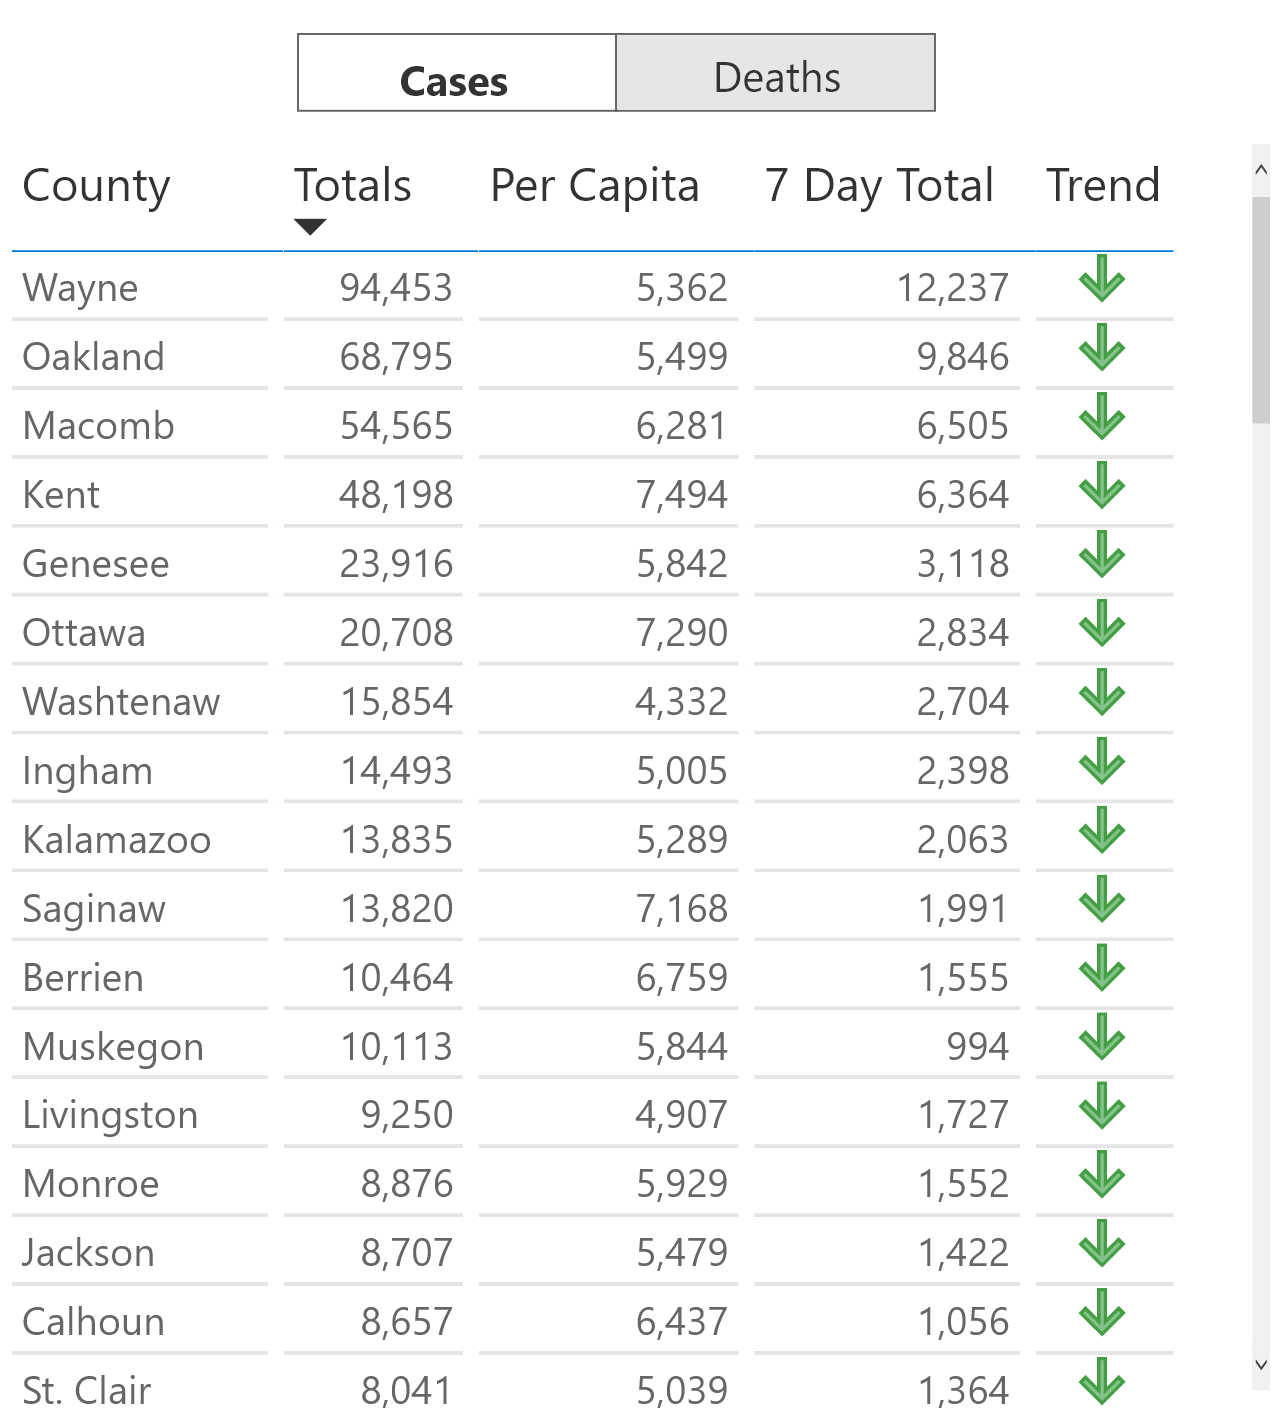 Cases Deaths
County Totals Per Capita 7 Day Total Trend
Wayne 94,453 5,362 12,237
Oakland 68,795 5,499 9,846
Macomb 54,565 6,281 6,505
Kent 48,198 7,494 6,364
Genesee 23,916 5,842 3,118
Ottawa 20,708 7,290 2,834
Washtenaw 15,854 4,332 2,704
Ingham 14,493 5,005 2,398
Kalamazoo 13,835 5,289 2,063
Saginaw 13,820 7,168 1,991
Berrien 10,464 6,759 1,555
Muskegon 10,113 5,844 994
Livingston 9,250 4,907 1,727
Monroe 8,876 5,929 1,552
Jackson 8,707 5,479 1,422
Calhoun 8,657 6,437 1,056
St. Clair 8,041 5,039 1,364